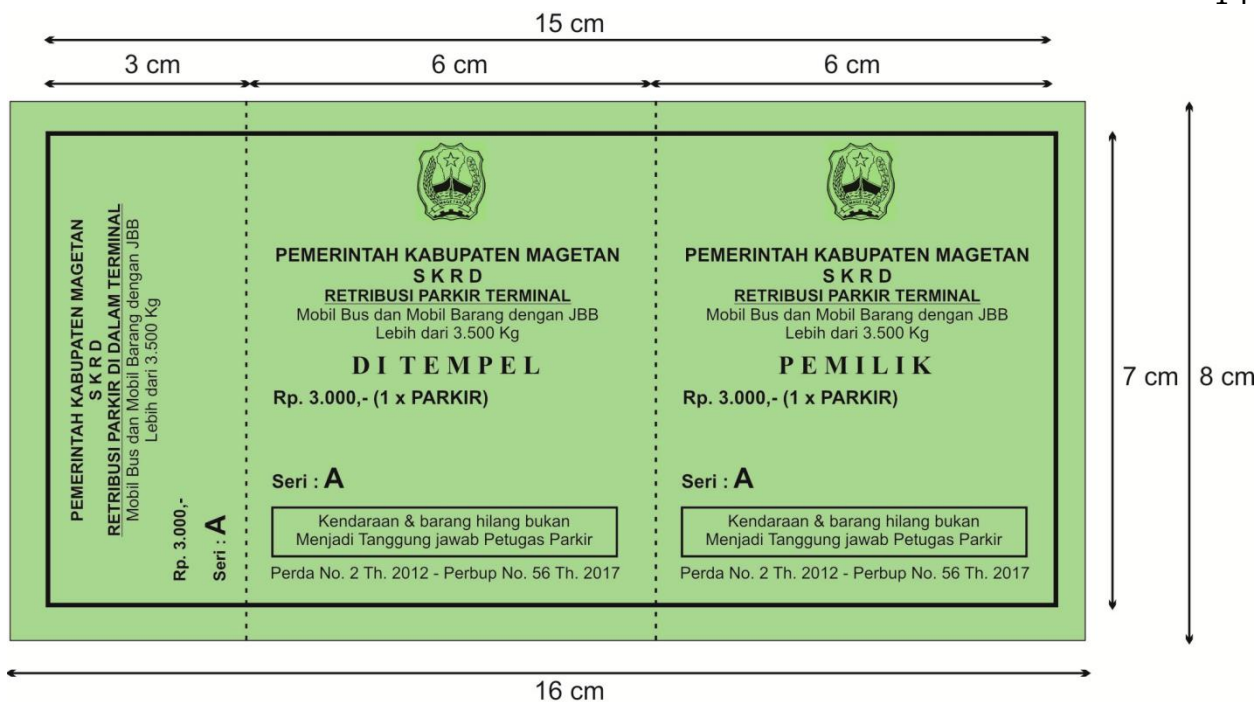 15 cm
3 cm
6 cm
6 cm
PEMERINTAH KABUPATEN MAGETAN
S K R D
RETRIBUSI PARKIR DI DALAM TERMINAL
Mobil Bus dan Mobil Barang dengan JBB
Lebih dari 3.500 Kg
Rp. 3.000,-
Seri : A
PEMERINTAH KABUPATEN MAGETAN
S K R D
RETRIBUSI PARKIR TERMINAL
Mobil Bus dan Mobil Barang dengan JBB
Lebih dari 3.500 Kg
DI TEMPEL
Rp. 3.000,- (1 x PARKIR)
Seri : A
Kendaraan & barang hilang bukan
Menjadi Tanggung jawab Petugas Parkir
Perda No. 2 Th. 2012 - Perbup No. 56 Th. 2017
PEMERINTAH KABUPATEN MAGETAN
S K R D
RETRIBUSI PARKIR TERMINAL
Mobil Bus dan Mobil Barang dengan JBB
Lebih dari 3.500 Kg
PEMILIK
Rp. 3.000,- (1 x PARKIR)
Seri : A
Kendaraan & barang hilang bukan
Menjadi Tanggung jawab Petugas Parkir
Perda No. 2 Th. 2012 - Perbup No. 56 Th. 2017
7 cm
8 cm
16 cm